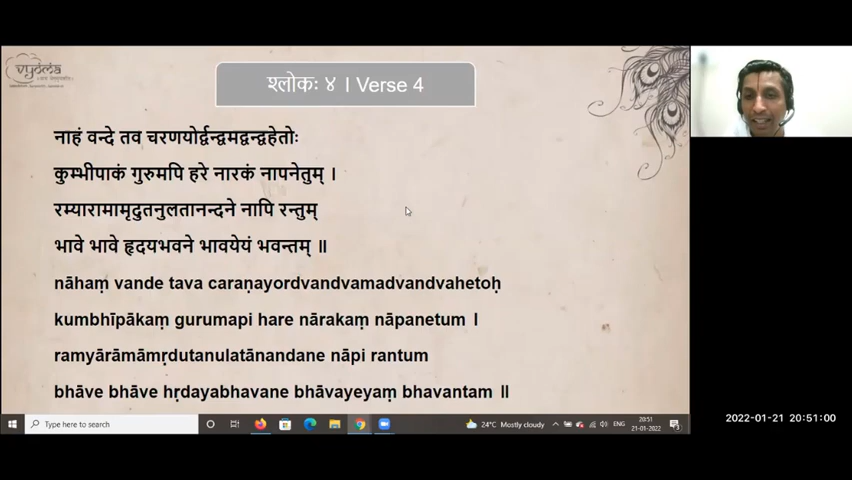 vyoma
श्लोकः ४ । Verse 4
नाहं वन्दे तव चरणयोर्द्वन्द्वमद्वन्द्वहेतोः
कुम्भीपाकं गुरुमपि हरे नारकं नापनेतुम् ।
रम्यारामामृदुतनुलतानन्दने नापि रन्तुम्
भावे भावे हृदयभवने भावयेयं भवन्तम् ॥
nāhaṃ vande tava caraṇayordvandvamadvandvahetoḥ
kumbhīpākaṃ gurumapi hare nārakaṃ nāpanetum ।
ramyārāmāmṛdutanulatānandane nāpi rantum
bhāve bhāve hṛdayabhavane bhāvayeyaṃ bhavantam ॥
Type here to search
24°C Mostly cloudy
ENG
20:51
21-01-2022
2022-01-21 20:51:00